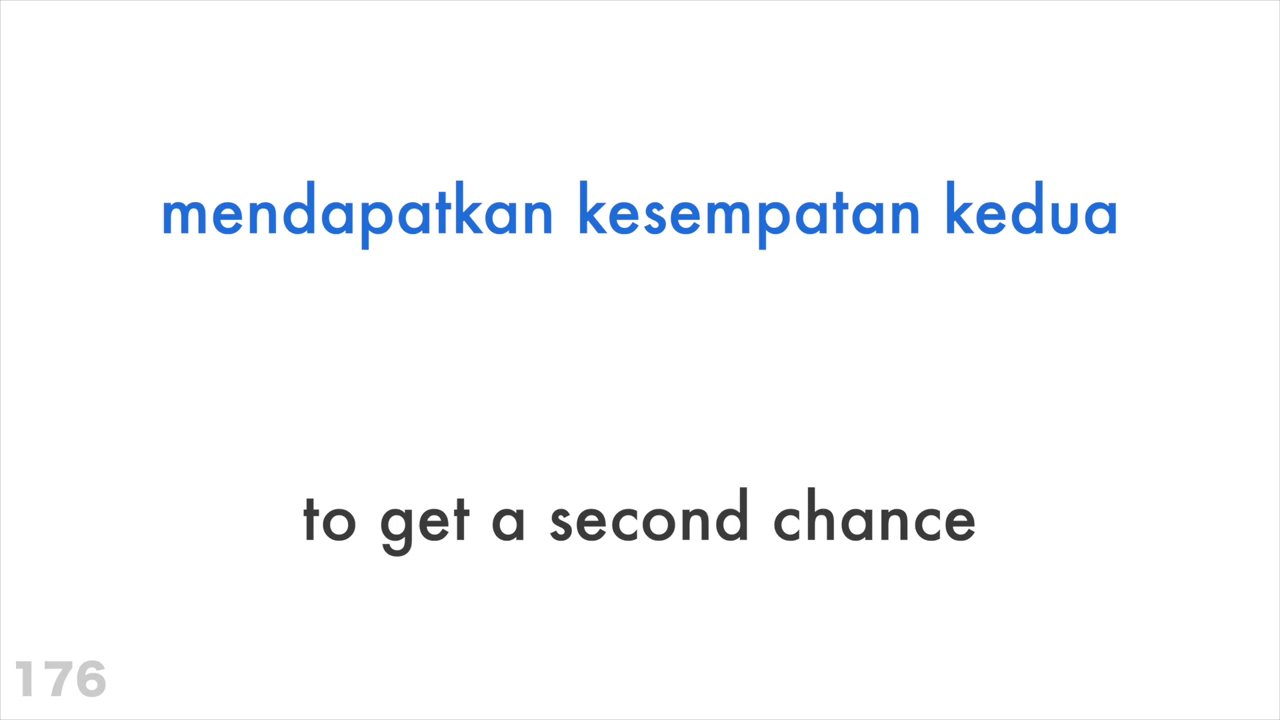 mendapatkan kesempatan kedua
to get a second chance
176